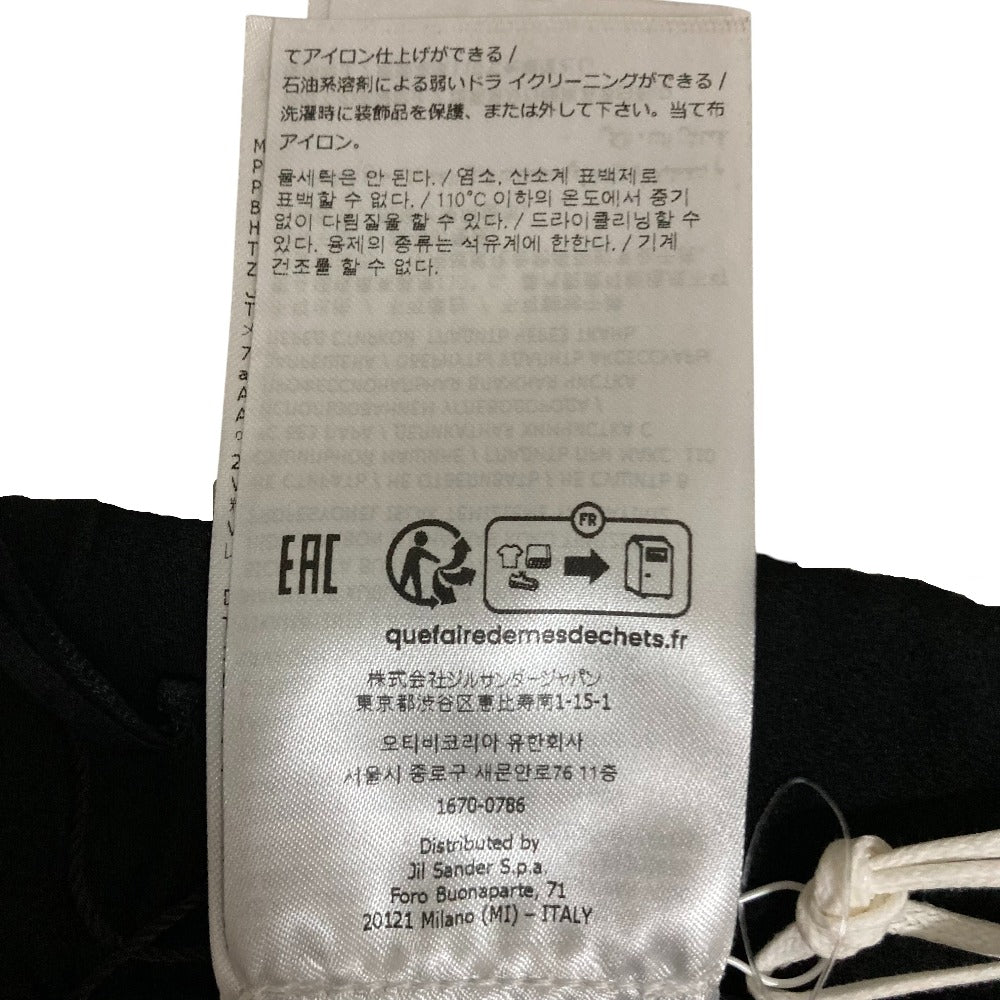 てアイロン仕上げができる /
石油系溶剤による弱いドラ イクリーニングができる /
洗濯時に装飾品を保護、または外して下さい。当て布
アイロン。
물세탁은 안 된다. / 염소, 산소계 표백제로
표백할 수 없다. / 110°C 이하의 온도에서 중기
없이 다림질을 할 수 있다. / 드라이클리닝할 수
있다. 용제의 종류는 석유계에 한한다. / 기계
건조를 할 수 없다.
EAC
FR
quefairedemesdechets.fr
株式会社ジルサンダージャパン
東京都渋谷区恵比寿南1-15-1
오티비코리아 유한회사
서울시 종로구 새문안로76 11층
1670-0786
Distributed by
Jil Sander S.p.a.
Foro Buonaparte, 71
20121 Milano (MI) – ITALY